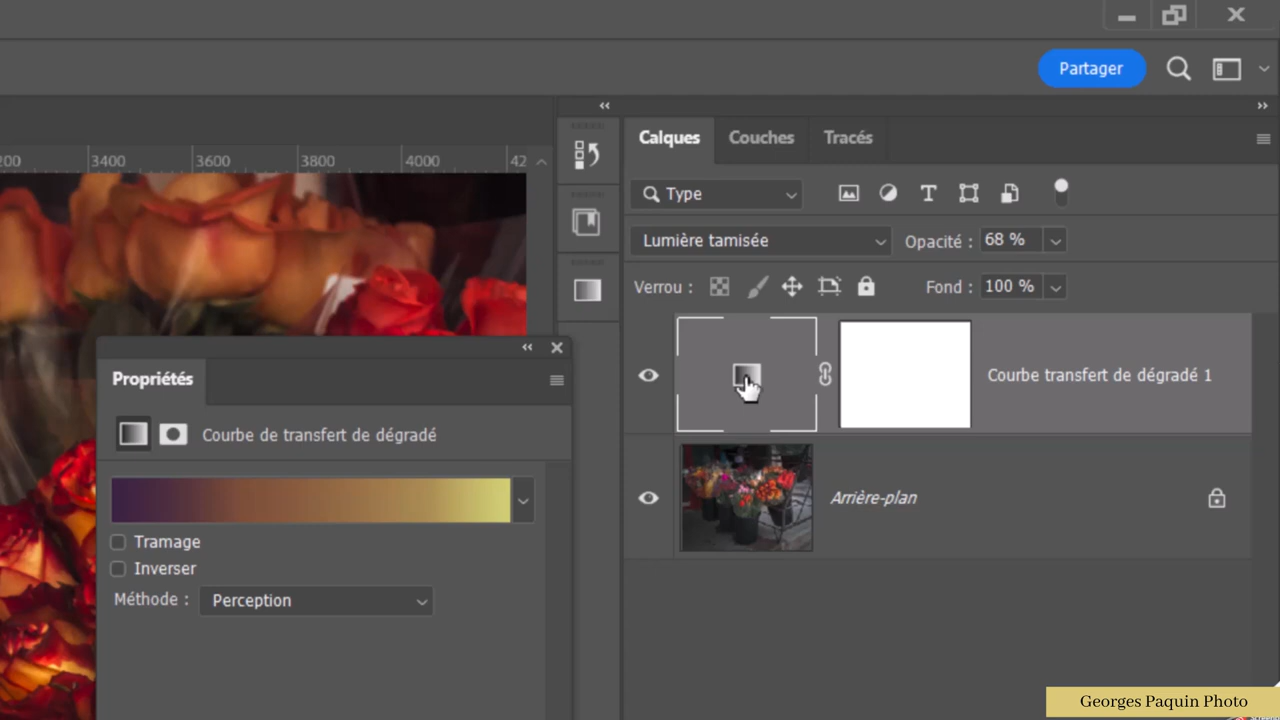 Partager
Calques Couches Tracés
200 3400 3600 3800 4000 42
Type
Lumière tamisée Opacité : 68 %
Verrou : Fond : 100 %
Propriétés
Courbe transfert de dégradé 1
Courbe de transfert de dégradé
Arrière-plan
Tramage
Inverser
Méthode : Perception
Georges Paquin Photo